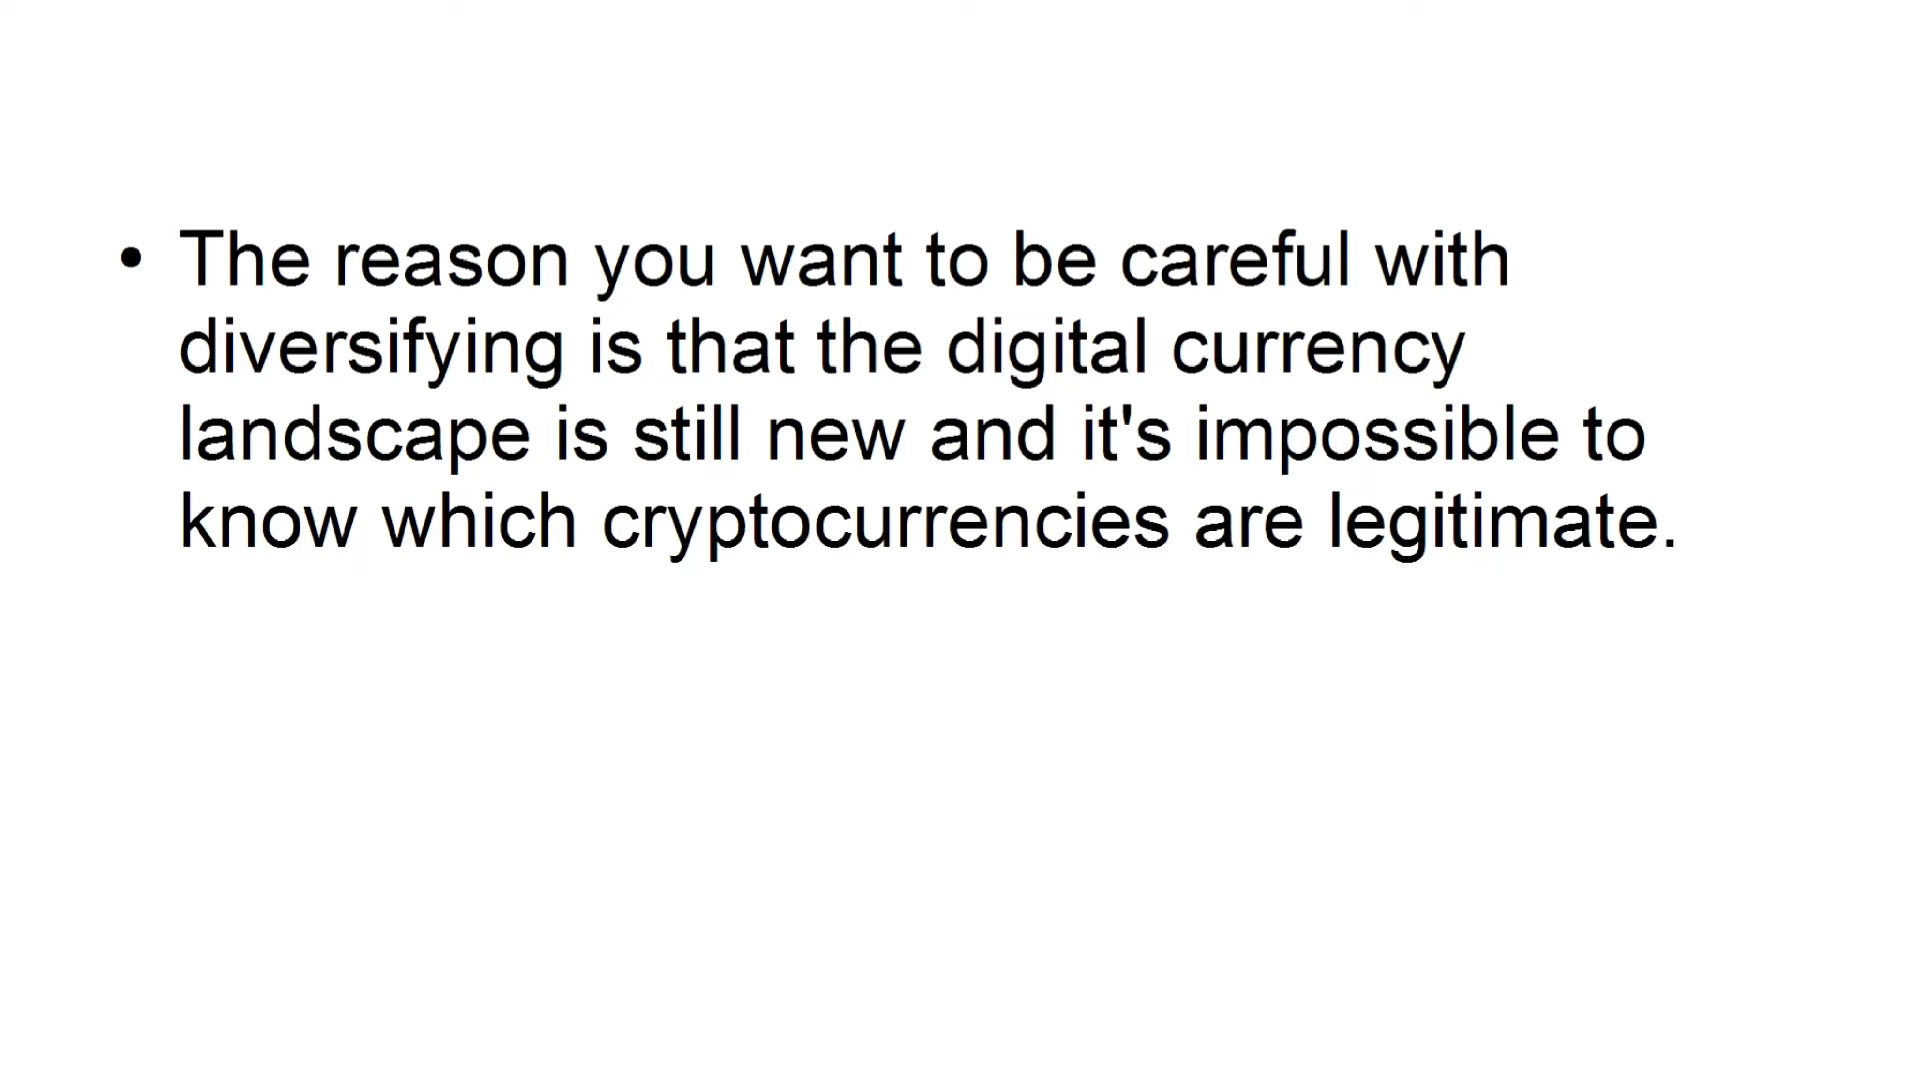 • The reason you want to be careful with
diversifying is that the digital currency
landscape is still new and it's impossible to
know which cryptocurrencies are legitimate.